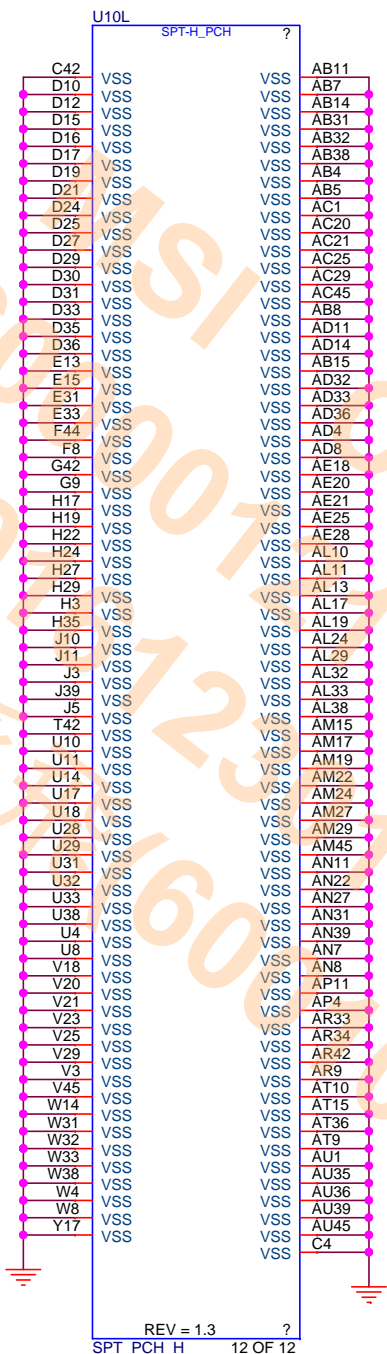 U10L
SPT-H_PCH ?
C42 VSS VSS AB11
D10 VSS VSS AB7
D12 VSS VSS AB14
D15 VSS VSS AB31
D16 VSS VSS AB32
D17 VSS VSS AB38
D19 VSS VSS AB4
D21 VSS VSS AB5
D24 VSS VSS AC1
D25 VSS VSS AC20
D27 VSS VSS AC21
D29 VSS VSS AC25
D30 VSS VSS AC29
D31 VSS VSS AC45
D33 VSS VSS AB8
D35 VSS VSS AD11
D36 VSS VSS AD14
E13 VSS VSS AB15
E15 VSS VSS AD32
E31 VSS VSS AD33
E33 VSS VSS AD36
F44 VSS VSS AD4
F8 VSS VSS AD8
G42 VSS VSS AE18
G9 VSS VSS AE20
H17 VSS VSS AE21
H19 VSS VSS AE25
H22 VSS VSS AE28
H24 VSS VSS AL10
H27 VSS VSS AL11
H29 VSS VSS AL13
H3 VSS VSS AL17
H35 VSS VSS AL19
J10 VSS VSS AL24
J11 VSS VSS AL29
J3 VSS VSS AL32
J39 VSS VSS AL33
J5 VSS VSS AL38
T42 VSS VSS AM15
U10 VSS VSS AM17
U11 VSS VSS AM19
U14 VSS VSS AM22
U17 VSS VSS AM24
U18 VSS VSS AM27
U28 VSS VSS AM29
U29 VSS VSS AM45
U31 VSS VSS AN11
U32 VSS VSS AN22
U33 VSS VSS AN27
U38 VSS VSS AN31
U4 VSS VSS AN39
U8 VSS VSS AN7
V18 VSS VSS AN8
V20 VSS VSS AP11
V21 VSS VSS AP4
V23 VSS VSS AR33
V25 VSS VSS AR34
V29 VSS VSS AR42
V3 VSS VSS AR9
V45 VSS VSS AT10
W14 VSS VSS AT15
W31 VSS VSS AT36
W32 VSS VSS AT9
W33 VSS VSS AU1
W38 VSS VSS AU35
W4 VSS VSS AU36
W8 VSS VSS AU39
Y17 VSS VSS AU45
VSS C4
REV = 1.3 ?
SPT_PCH_H 12 OF 12
MSI